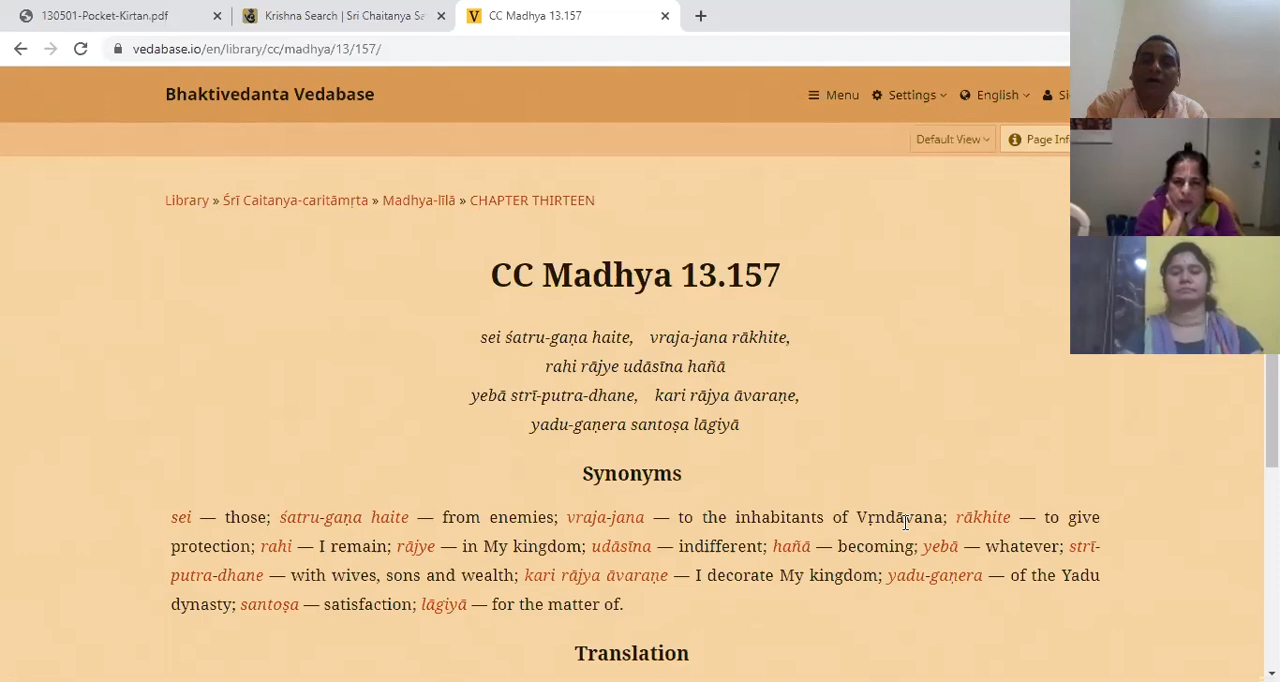 130501-Pocket-Kirtan.pdf
Krishna Search | Sri Chaitanya Sa
CC Madhya 13.157
vedabase.io/en/library/cc/madhya/13/157/
Bhaktivedanta Vedabase
Menu Settings English
Default View Page Inf
Library » Śrī Caitanya-caritāmṛta » Madhya-līlā » CHAPTER THIRTEEN
CC Madhya 13.157
sei śatru-gaṇa haite, vraja-jana rākhite,
rahi rājye udāsīna hañā
yebā strī-putra-dhane, kari rājya āvaraṇe,
yadu-gaṇera santoṣa lāgiyā
Synonyms
sei — those; śatru-gaṇa haite — from enemies; vraja-jana — to the inhabitants of Vṛndāvana; rākhite — to give
protection; rahi — I remain; rājye — in My kingdom; udāsīna — indifferent; hañā — becoming; yebā — whatever; strī-
putra-dhane — with wives, sons and wealth; kari rājya āvaraṇe — I decorate My kingdom; yadu-gaṇera — of the Yadu
dynasty; santoṣa — satisfaction; lāgiyā — for the matter of.
Translation